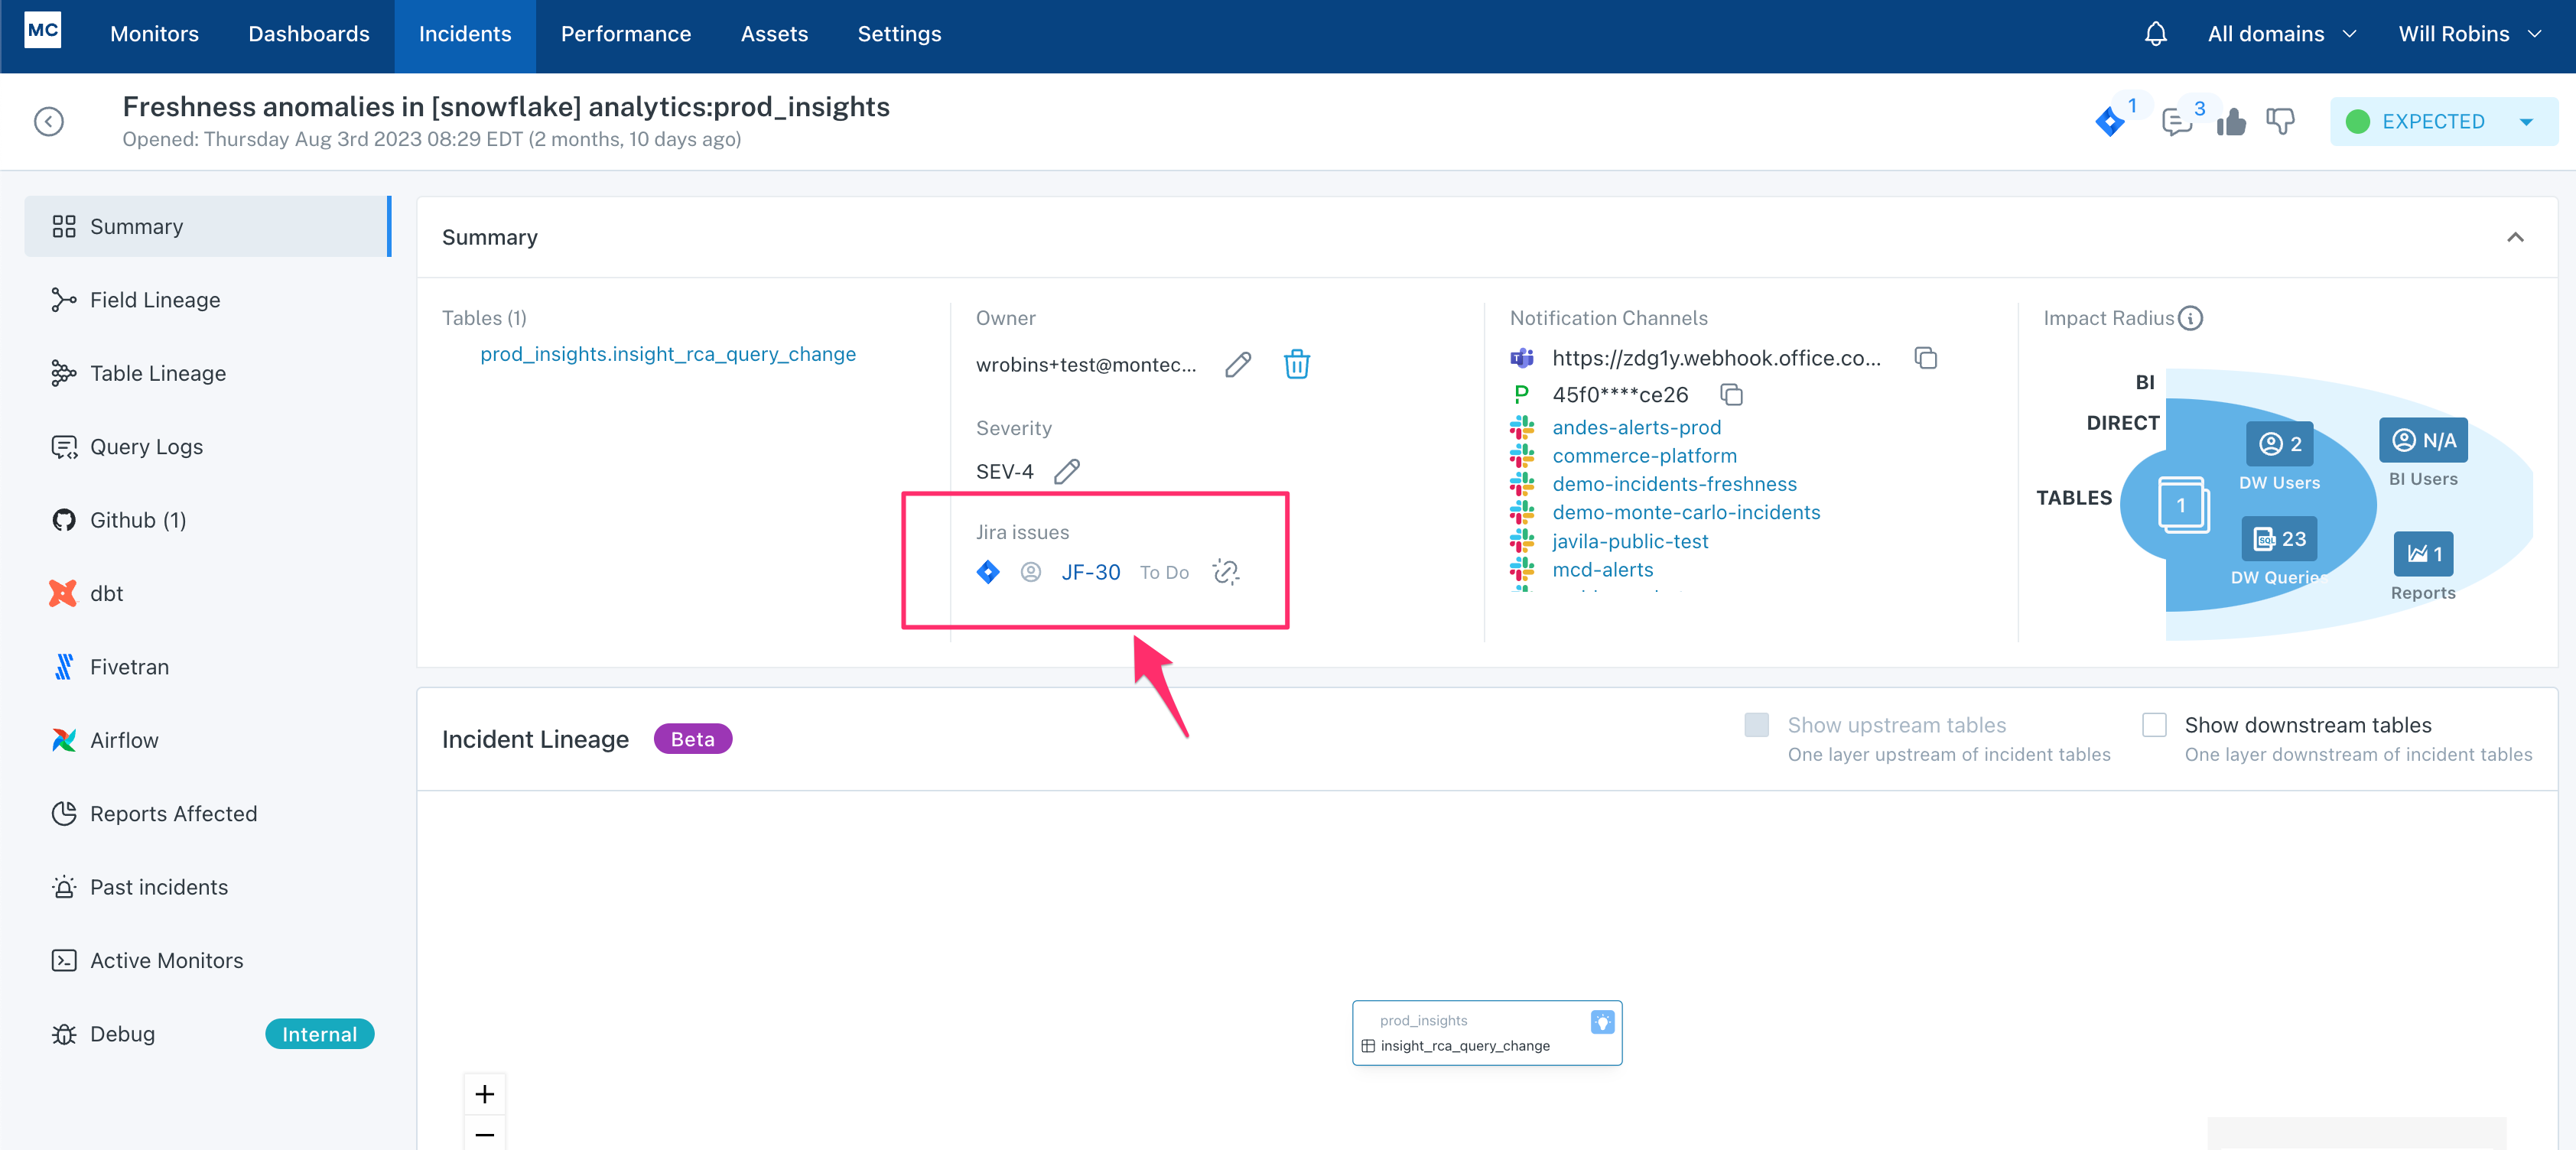 MC
Monitors
Dashboards
Incidents
Performance
Assets
Settings
All domains
Will Robins
Freshness anomalies in [snowflake] analytics:prod_insights
Opened: Thursday Aug 3rd 2023 08:29 EDT (2 months, 10 days ago)
1
3
EXPECTED
Summary
Field Lineage
Table Lineage
Query Logs
Github (1)
dbt
Fivetran
Airflow
Reports Affected
Past incidents
Active Monitors
Debug
Internal
Summary
Tables (1)
prod_insights.insight_rca_query_change
Owner
wrobins+test@montec...
Severity
SEV-4
Jira issues
JF-30 To Do
Notification Channels
https://zdg1y.webhook.office.co...
45f0****ce26
andes-alerts-prod
commerce-platform
demo-incidents-freshness
demo-monte-carlo-incidents
javila-public-test
mcd-alerts
Impact Radius
BI
DIRECT
TABLES
1
2
DW Users
SQL
23
DW Queries
N/A
BI Users
1
Reports
Incident Lineage
Beta
Show upstream tables
One layer upstream of incident tables
Show downstream tables
One layer downstream of incident tables
prod_insights
insight_rca_query_change
+
−